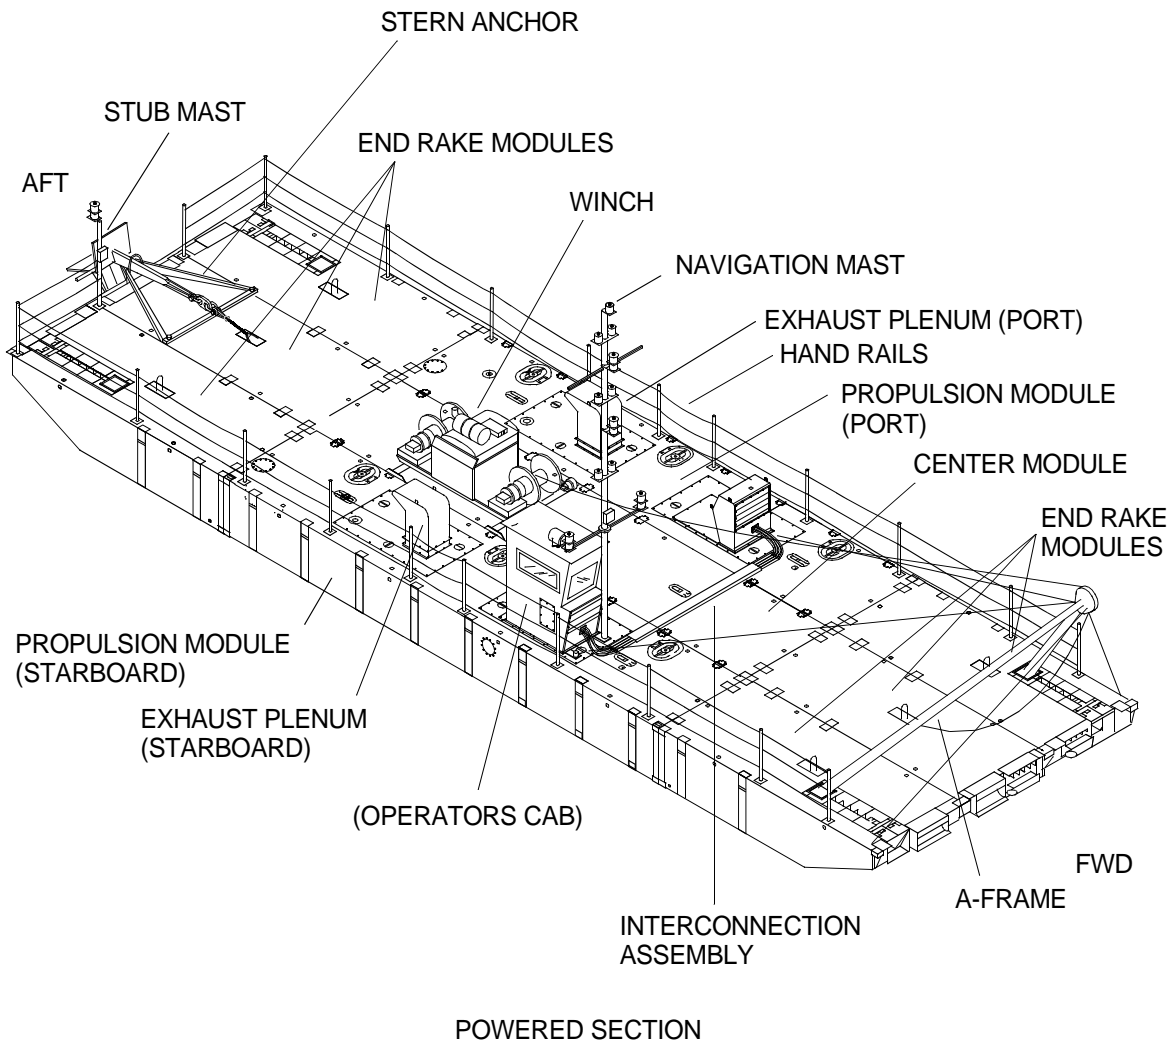 STERN ANCHOR
STUB MAST
END RAKE MODULES
AFT
WINCH
NAVIGATION MAST
EXHAUST PLENUM (PORT)
HAND RAILS
PROPULSION MODULE
(PORT)
CENTER MODULE
END RAKE
MODULES
PROPULSION MODULE
(STARBOARD)
EXHAUST PLENUM
(STARBOARD)
(OPERATORS CAB)
FWD
A-FRAME
INTERCONNECTION
ASSEMBLY
POWERED SECTION